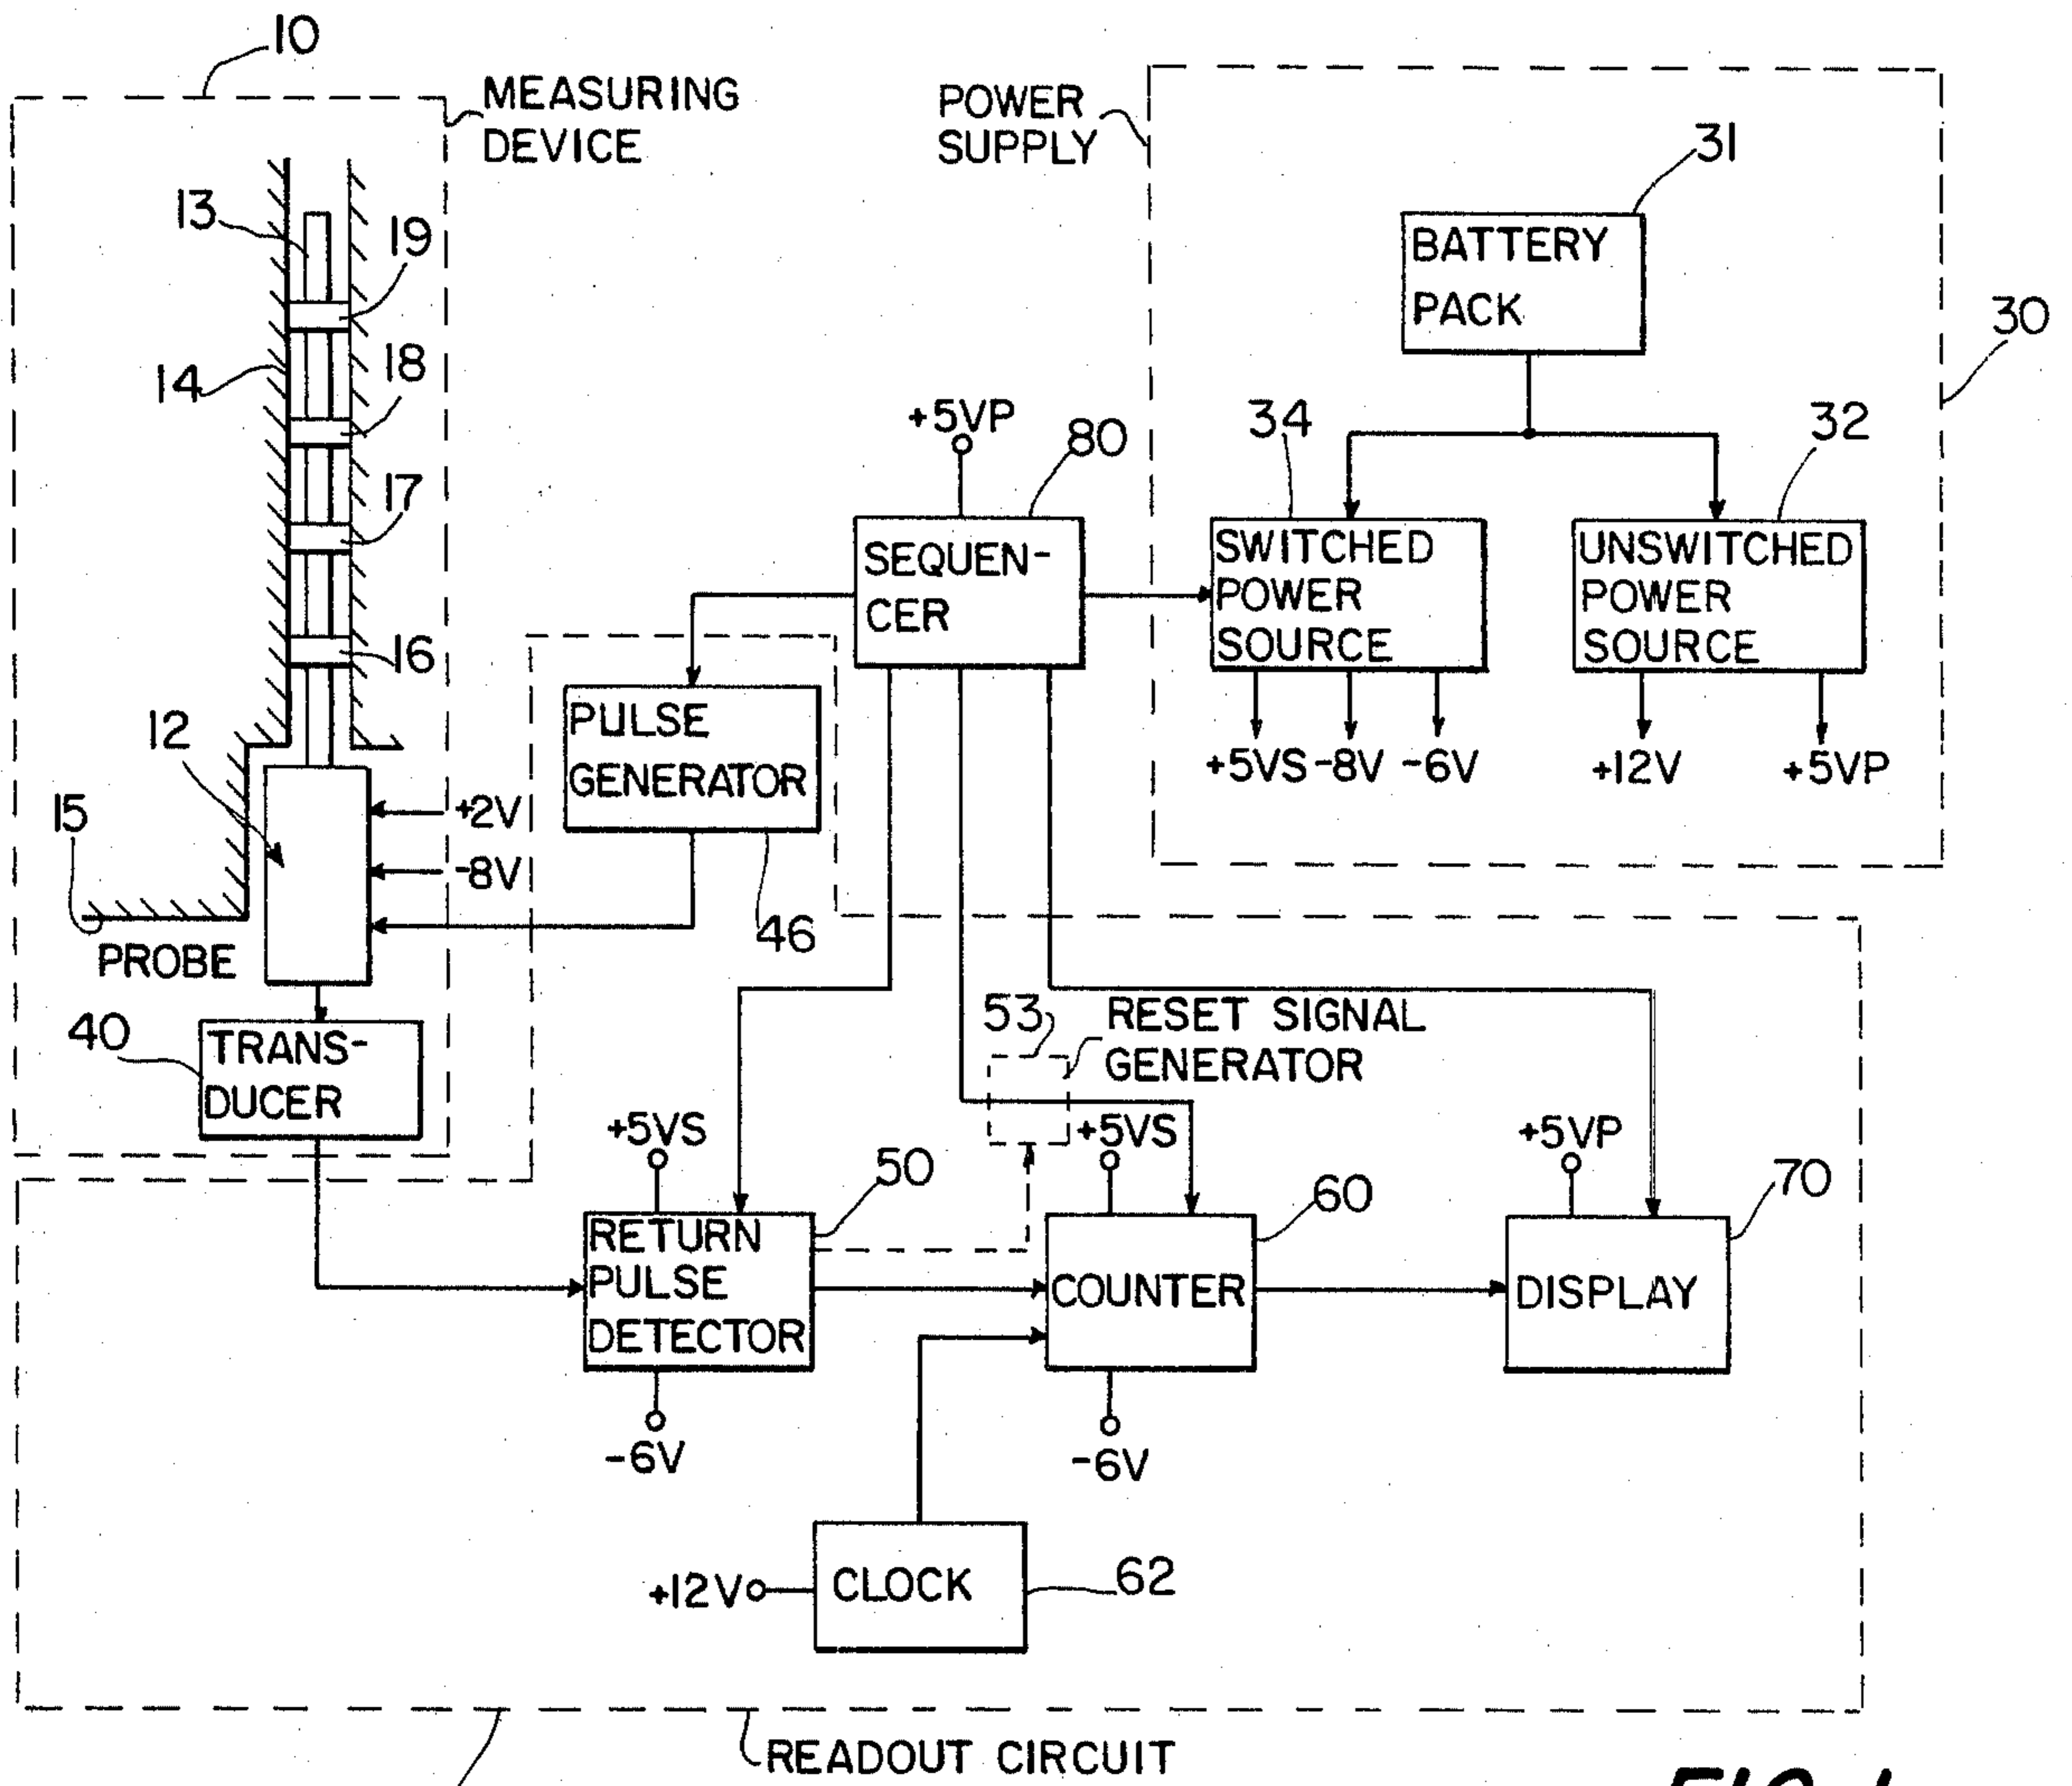 10
MEASURING
DEVICE
POWER
SUPPLY
31
BATTERY
PACK
30
13
19
14
18
17
16
+5VP
80
34
32
SEQUEN-
CER
SWITCHED
POWER
SOURCE
UNSWITCHED
POWER
SOURCE
+5VS
-8V
-6V
+12V
+5VP
PULSE
GENERATOR
46
12
15
+2V
-8V
PROBE
40
TRANS-
DUCER
53
RESET SIGNAL
GENERATOR
+5VS
50
+5VS
60
+5VP
70
RETURN
PULSE
DETECTOR
COUNTER
DISPLAY
-6V
-6V
+12V
CLOCK
62
READOUT CIRCUIT